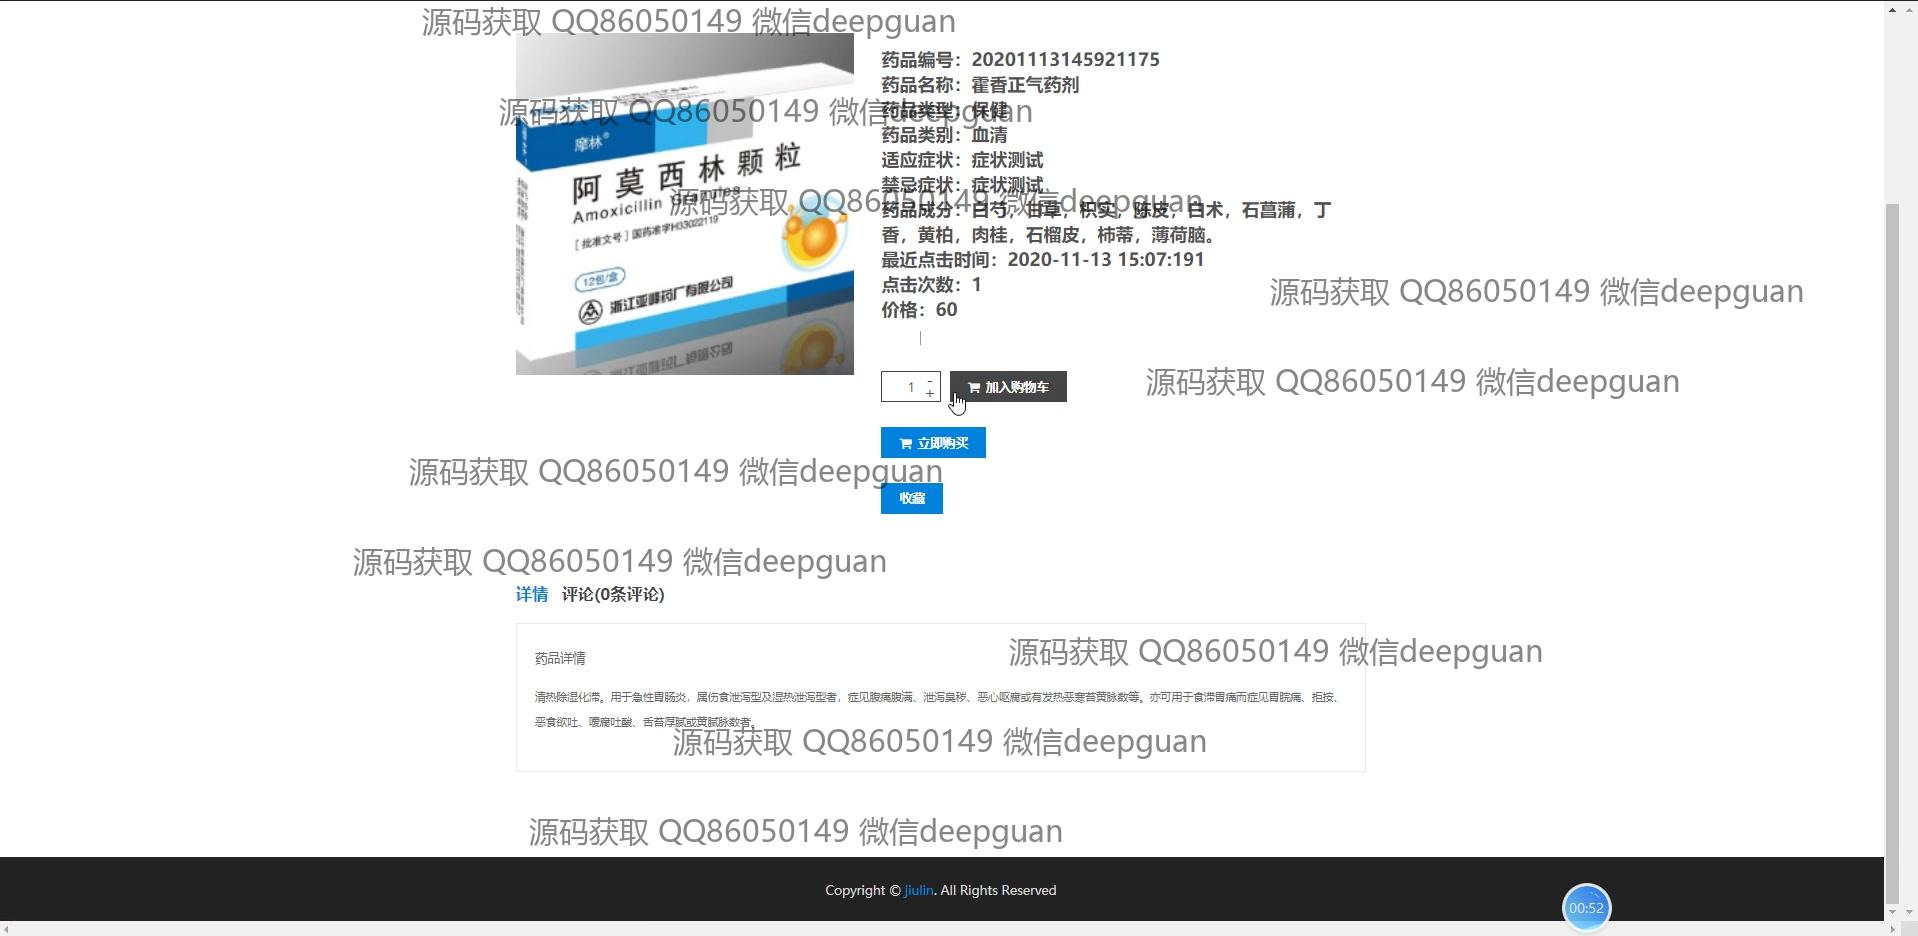 源码获取 QQ86050149 微信deepguan
药品编号：20201113145921175
药品名称：霍香正气药剂
源码获取 QQ86050149 微信deepguan
药品类型：保健
药品类别：血清
适应症状：症状测试
禁忌症状：症状测试
源码获取 QQ86050149 微信deepguan
药品成分：白芍，甘草，枳实，陈皮，白术，石菖蒲，丁
香，黄柏，肉桂，石榴皮，柿蒂，薄荷脑。
最近点击时间：2020-11-13 15:07:191
点击次数：1
价格：60
摩林®
阿莫西林颗粒
Amoxicillin Granules
[批准文号]国药准字H33022119
12包/盒
浙江亚峰药厂有限公司
源码获取 QQ86050149 微信deepguan
源码获取 QQ86050149 微信deepguan
1
-
+
加入购物车
立即购买
源码获取 QQ86050149 微信deepguan
收藏
源码获取 QQ86050149 微信deepguan
详情 评论(0条评论)
源码获取 QQ86050149 微信deepguan
药品详情
清热除湿化滞。用于急性胃肠炎，属伤食泄泻型及湿热泄泻型者，症见腹痛腹满、泄泻臭秽、恶心呕腐或有发热恶寒苔黄脉数等。亦可用于食滞胃痛而症见胃脘痛、拒按、
恶食欲吐、嗳腐吐酸、舌苔厚腻或黄腻脉数者。
源码获取 QQ86050149 微信deepguan
源码获取 QQ86050149 微信deepguan
Copyright © jiulin. All Rights Reserved
00:52